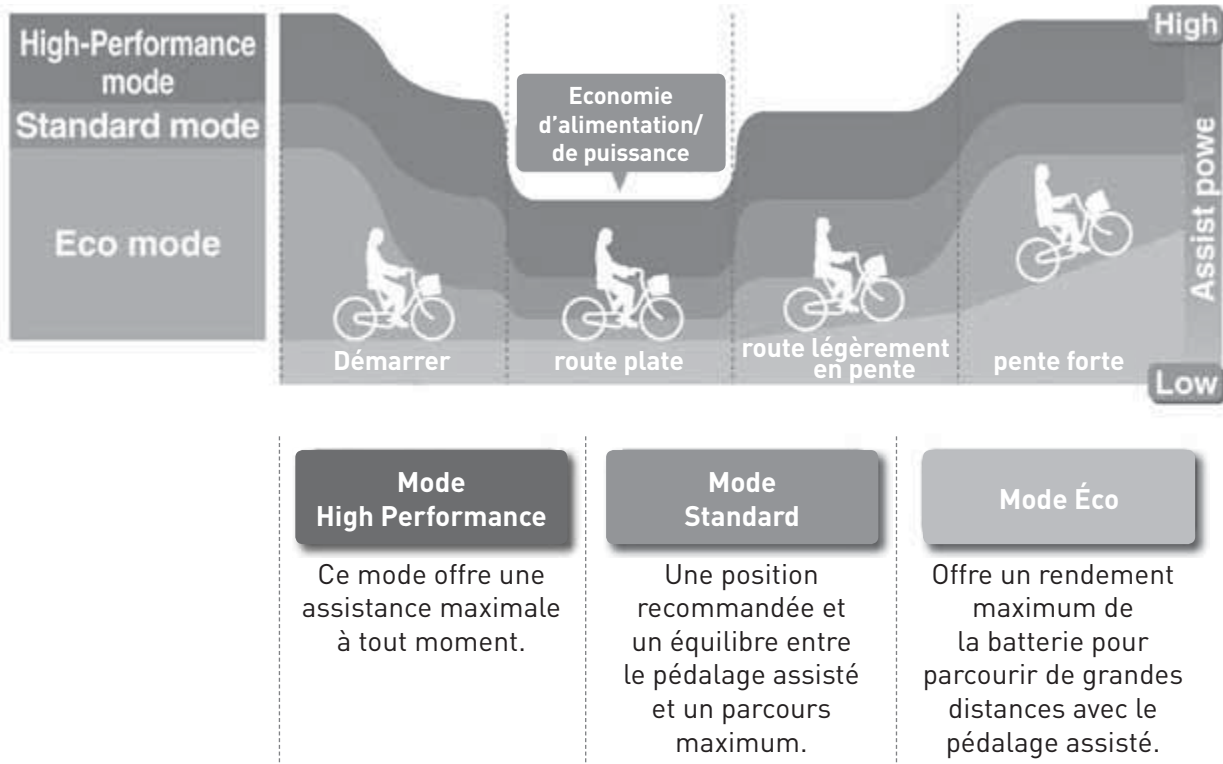 High-Performance
mode
Standard mode
Eco mode
Economie
d’alimentation/
de puissance
High
Assist powe
Low
Démarrer
route plate
route légèrement
en pente
pente forte
Mode
High Performance
Ce mode offre une
assistance maximale
à tout moment.
Mode
Standard
Une position
recommandée et
un équilibre entre
le pédalage assisté
et un parcours
maximum.
Mode Éco
Offre un rendement
maximum de
la batterie pour
parcourir de grandes
distances avec le
pédalage assisté.